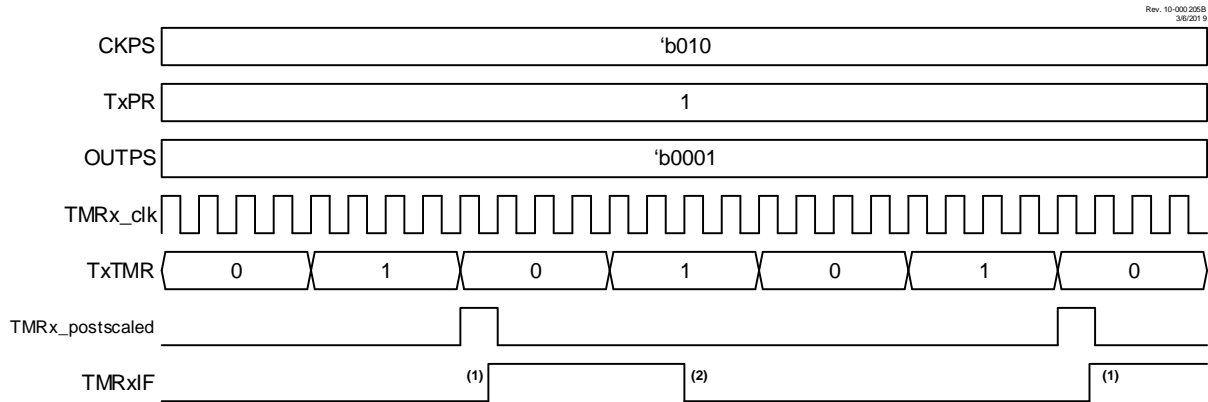 Rev. 10-000205B
3/6/2019
CKPS ‘b010
TxPR 1
OUTPS ‘b0001
TMRx_clk
TxTMR 0 1 0 1 0 1 0
TMRx_postscaled
TMRxIF (1) (2) (1)